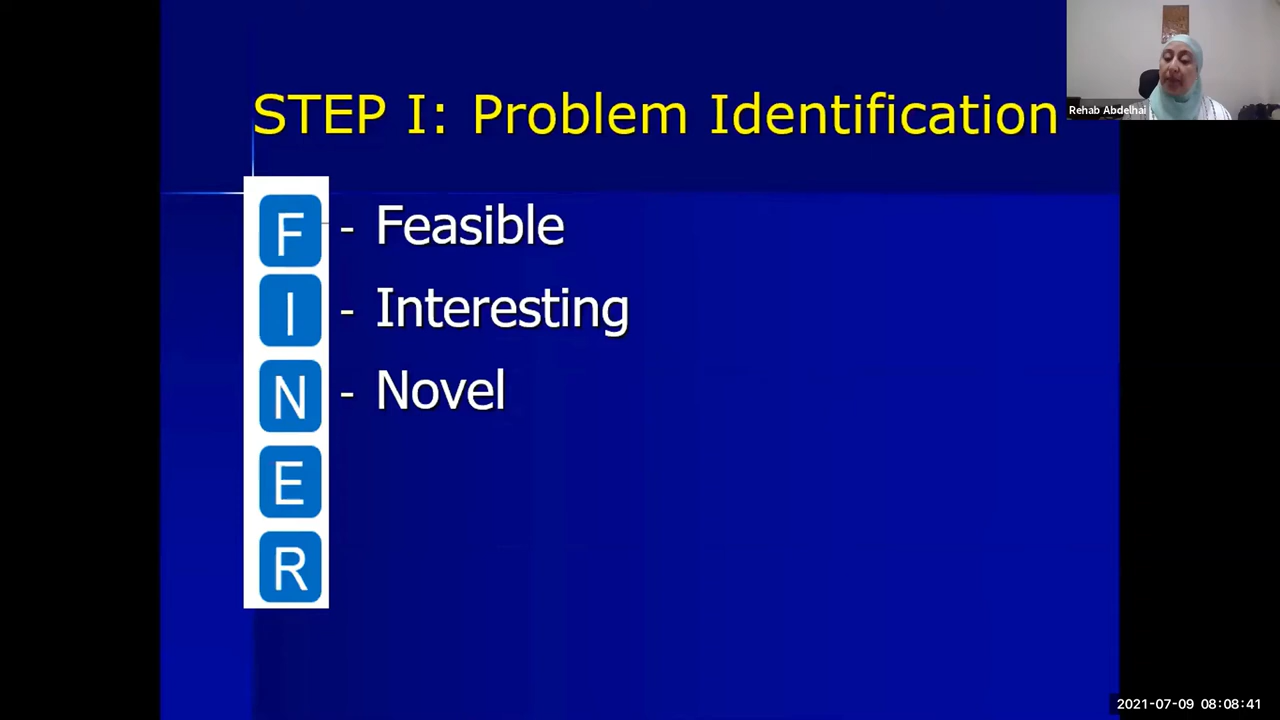 STEP I: Problem Identification
Rehab Abdelhai
F - Feasible
I - Interesting
N - Novel
E
R
2021-07-09 08:08:41